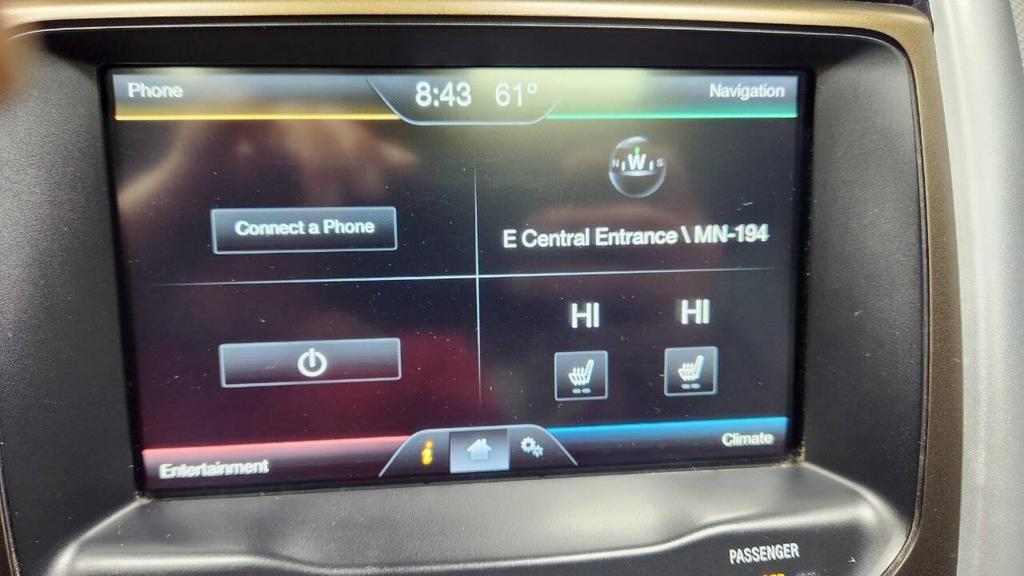 Phone
8:43 61°
Navigation
N W S
Connect a Phone
E Central Entrance \ MN-194
HI HI
i
Entertainment
Climate
PASSENGER